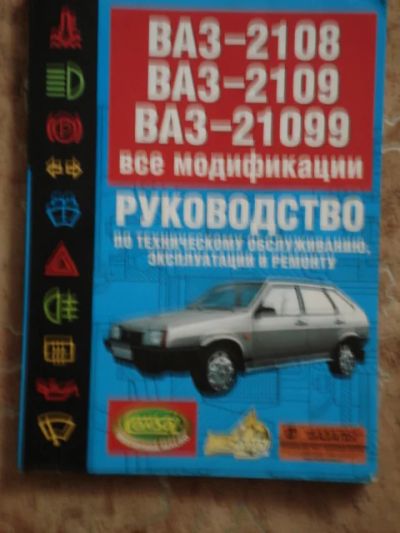 ВАЗ-2108
ВАЗ-2109
ВАЗ-21099
все модификации
РУКОВОДСТВО
ПО ТЕХНИЧЕСКОМУ ОБСЛУЖИВАНИЮ,
ЭКСПЛУАТАЦИИ И РЕМОНТУ